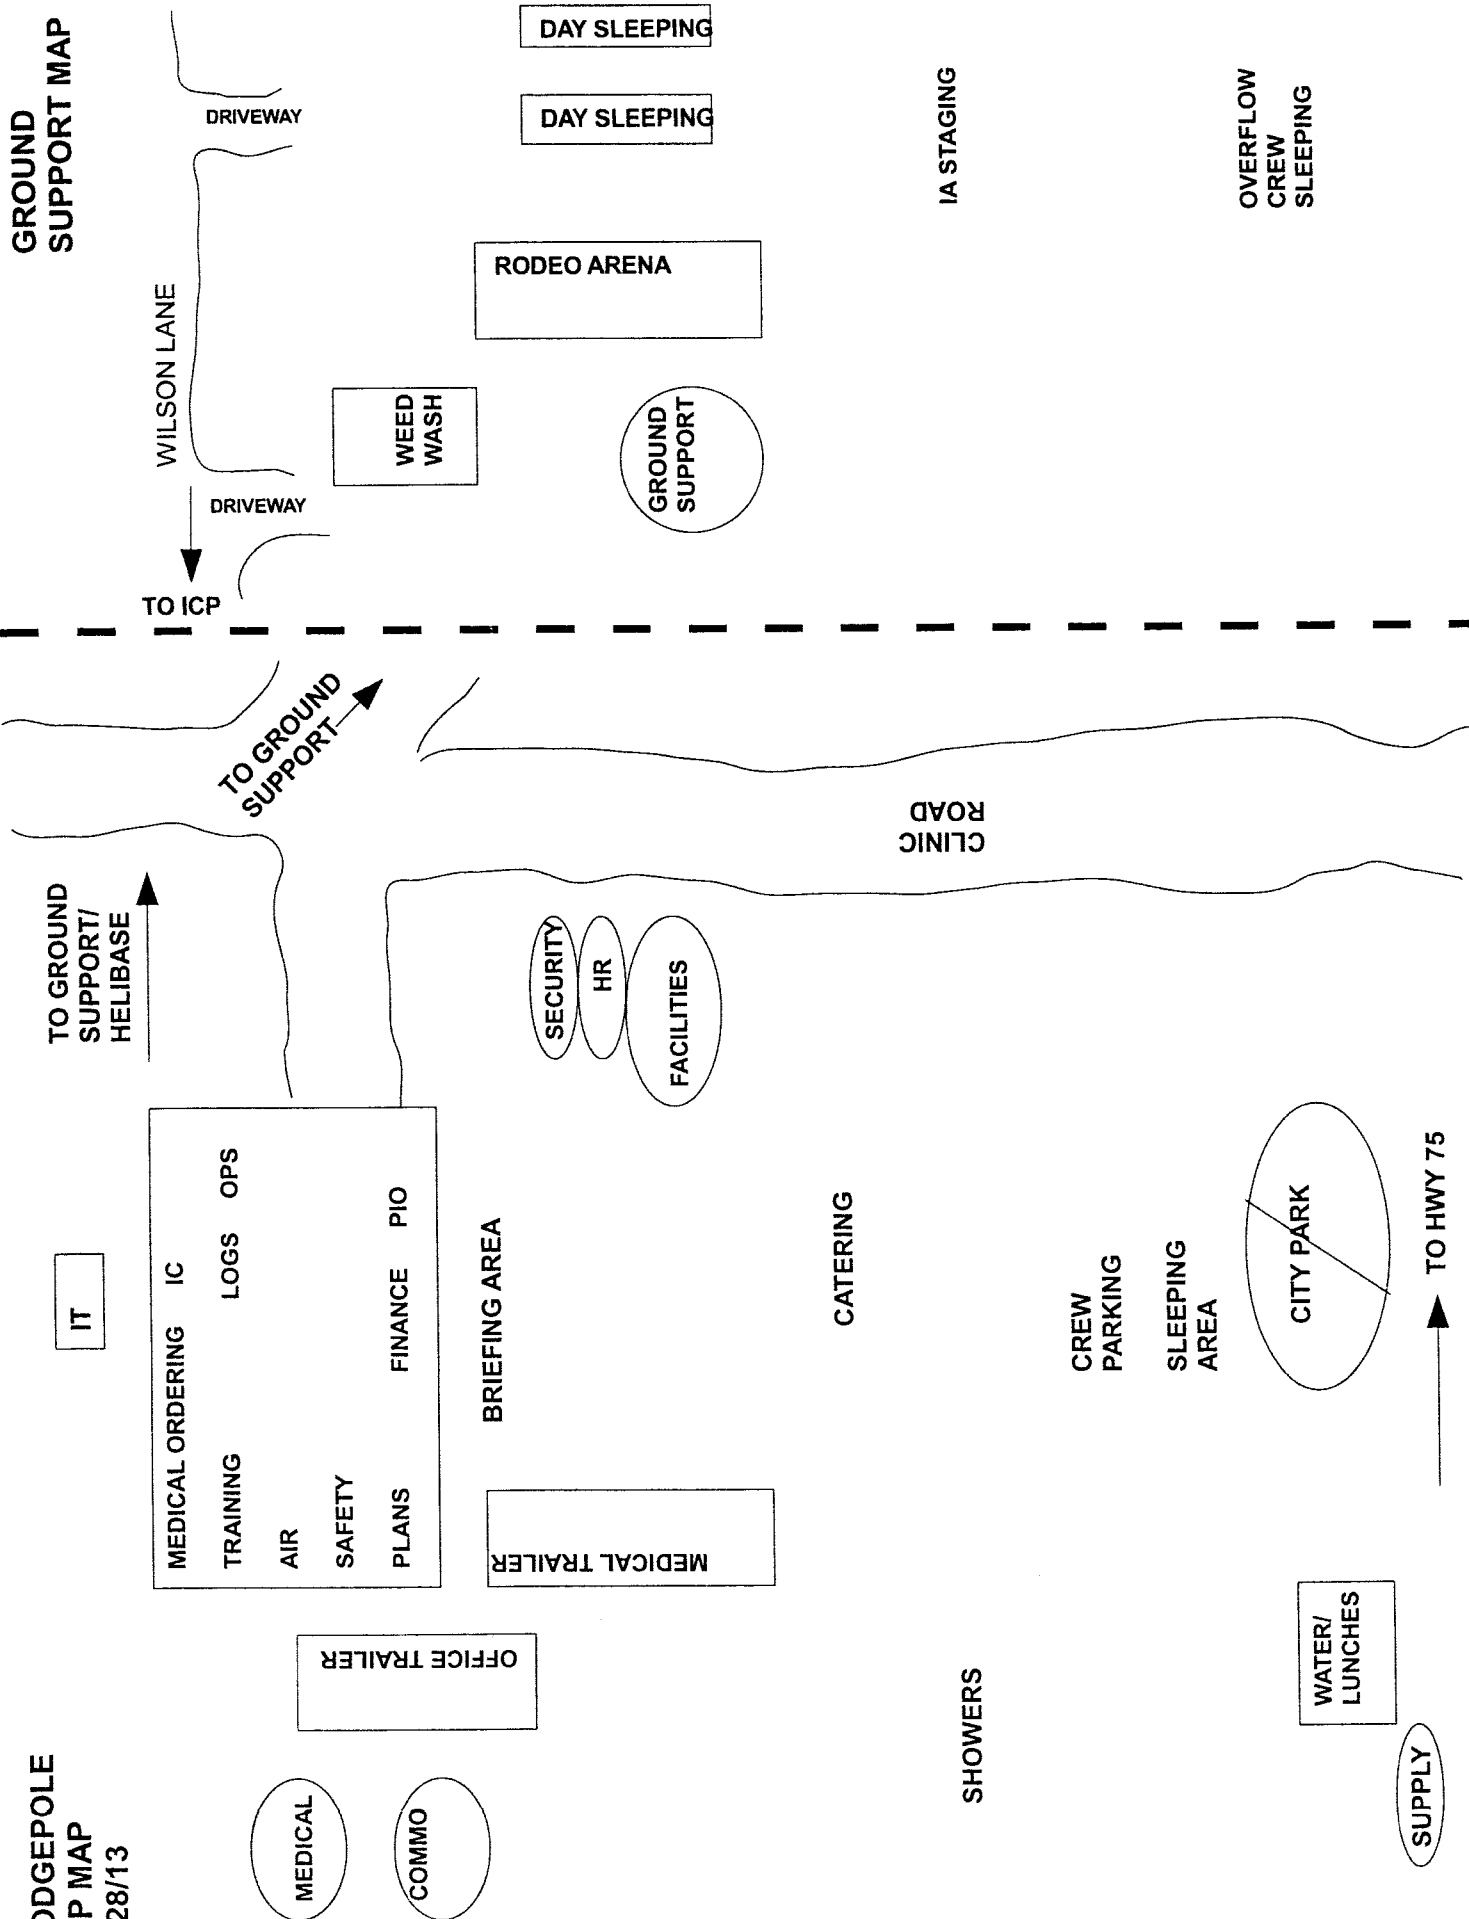 ODGEPOLE
P MAP
28/13
IT
TO GROUND
SUPPORT/
HELIBASE
MEDICAL ORDERING IC
TRAINING LOGS OPS
AIR
SAFETY
PLANS FINANCE PIO
MEDICAL
COMMO
OFFICE TRAILER
MEDICAL TRAILER
BRIEFING AREA
SECURITY
HR
FACILITIES
TO GROUND
SUPPORT
CLINIC
ROAD
CATERING
SHOWERS
CREW
PARKING
SLEEPING
AREA
CITY PARK
WATER/
LUNCHES
SUPPLY
TO HWY 75
GROUND
SUPPORT MAP
WILSON LANE
TO ICP
DRIVEWAY
DRIVEWAY
WEED
WASH
GROUND
SUPPORT
RODEO ARENA
DAY SLEEPING
DAY SLEEPING
IA STAGING
OVERFLOW
CREW
SLEEPING